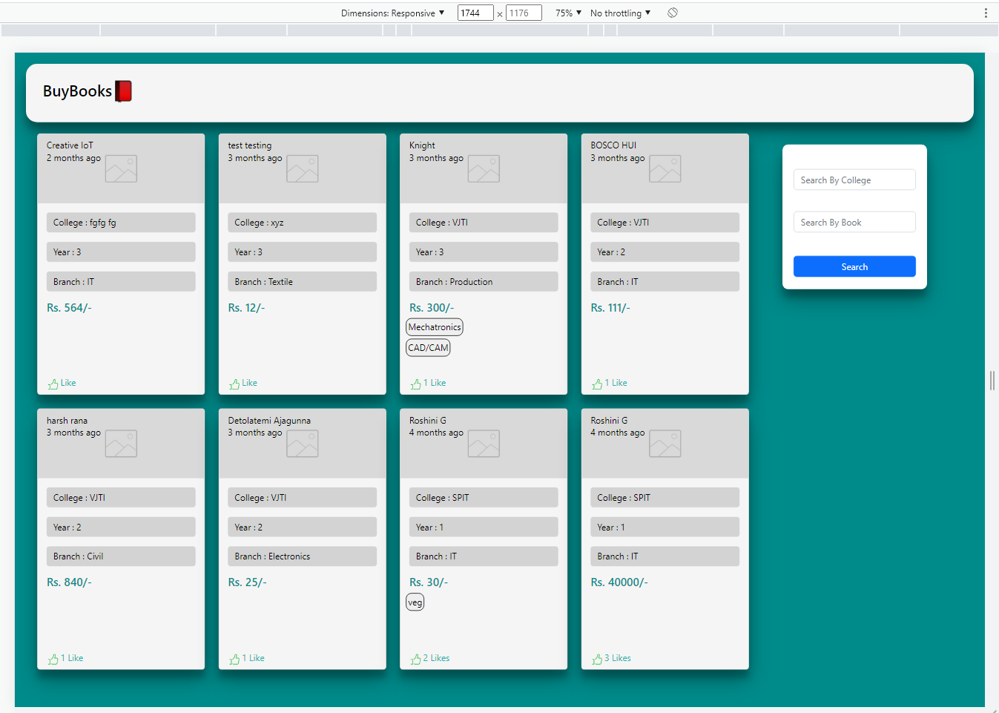 Dimensions: Responsive ▼ 1744 × 1176 75% ▼ No throttling ▼
BuyBooks
Creative IoT
2 months ago
College : fgfg fg
Year : 3
Branch : IT
Rs. 564/-
Like
test testing
3 months ago
College : xyz
Year : 3
Branch : Textile
Rs. 12/-
Like
Knight
3 months ago
College : VJTI
Year : 3
Branch : Production
Rs. 300/-
Mechatronics
CAD/CAM
1 Like
BOSCO HUI
3 months ago
College : VJTI
Year : 2
Branch : IT
Rs. 111/-
1 Like
Search By College
Search By Book
Search
harsh rana
3 months ago
College : VJTI
Year : 2
Branch : Civil
Rs. 840/-
1 Like
Detolatemi Ajagunna
3 months ago
College : VJTI
Year : 2
Branch : Electronics
Rs. 25/-
1 Like
Roshini G
4 months ago
College : SPIT
Year : 1
Branch : IT
Rs. 30/-
veg
2 Likes
Roshini G
4 months ago
College : SPIT
Year : 1
Branch : IT
Rs. 40000/-
3 Likes